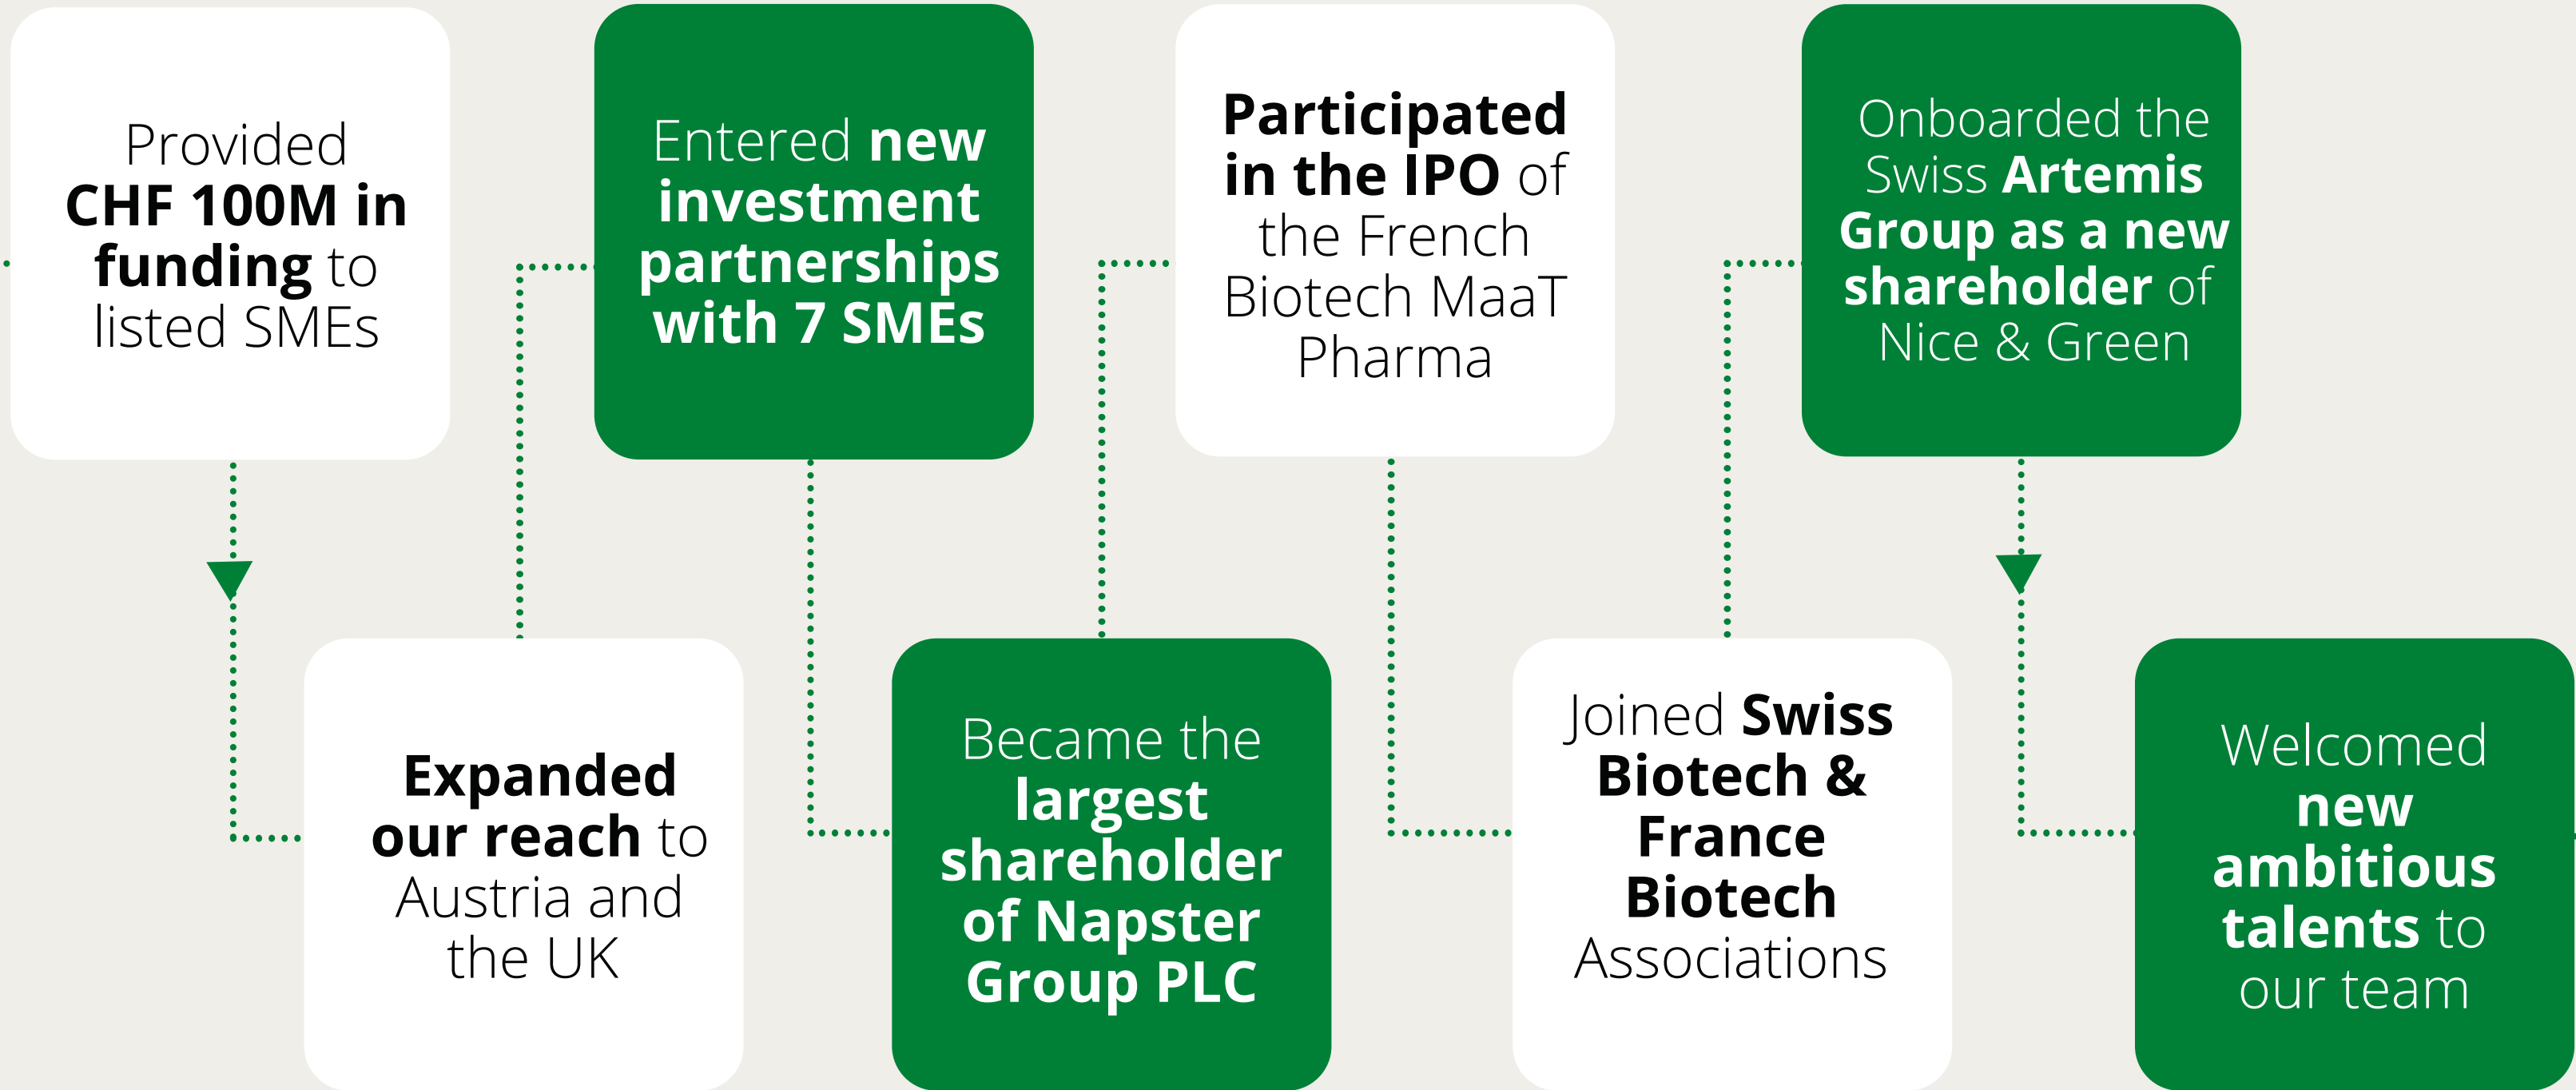 Provided
CHF 100M in
funding to
listed SMEs
Expanded
our reach to
Austria and
the UK
Entered new
investment
partnerships
with 7 SMEs
Became the
largest
shareholder
of Napster
Group PLC
Participated
in the IPO of
the French
Biotech MaaT
Pharma
Joined Swiss
Biotech &
France
Biotech
Associations
Onboarded the
Swiss Artemis
Group as a new
shareholder of
Nice & Green
Welcomed
new
ambitious
talents to
our team